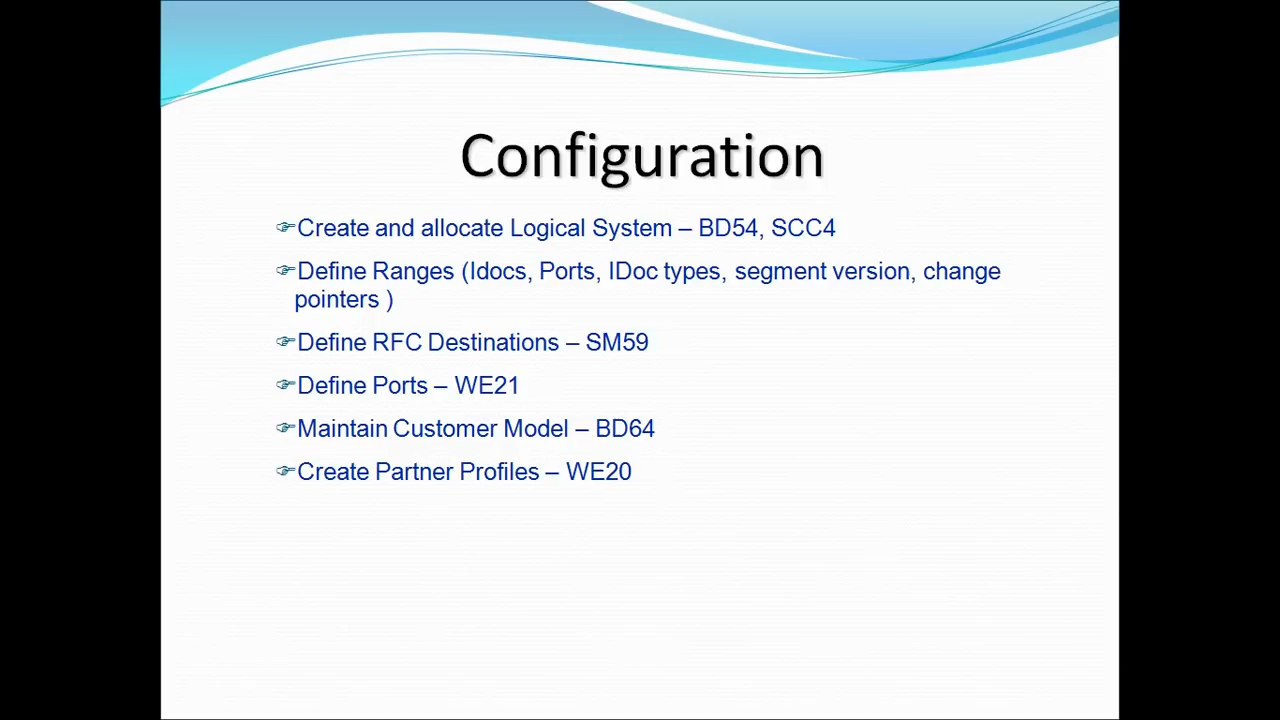 Configuration
Create and allocate Logical System – BD54, SCC4
Define Ranges (Idocs, Ports, IDoc types, segment version, change
pointers )
Define RFC Destinations – SM59
Define Ports – WE21
Maintain Customer Model – BD64
Create Partner Profiles – WE20